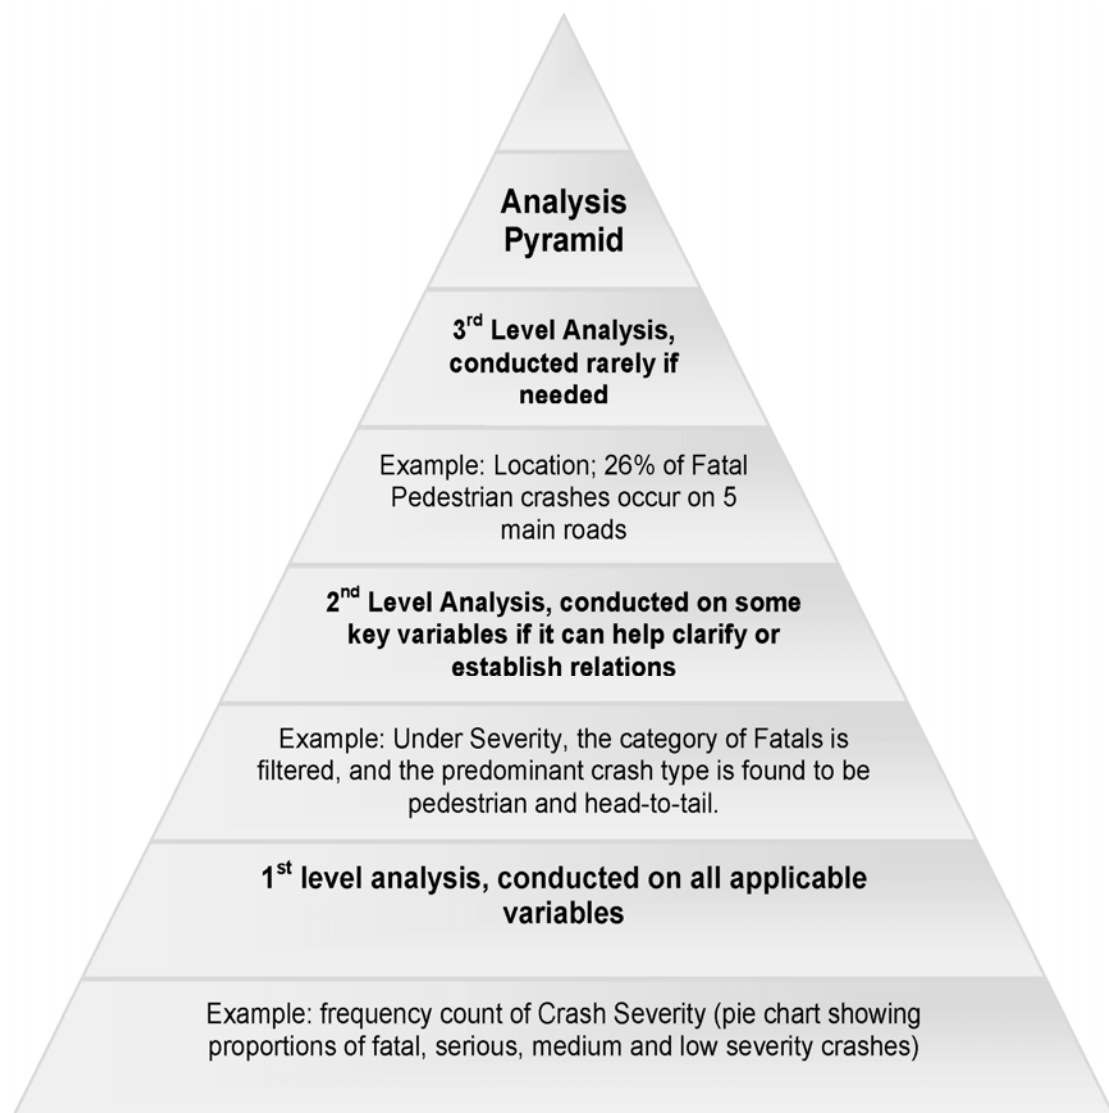 Analysis
Pyramid
3rd Level Analysis,
conducted rarely if
needed
Example: Location; 26% of Fatal
Pedestrian crashes occur on 5
main roads
2nd Level Analysis, conducted on some
key variables if it can help clarify or
establish relations
Example: Under Severity, the category of Fatals is
filtered, and the predominant crash type is found to be
pedestrian and head-to-tail.
1st level analysis, conducted on all applicable
variables
Example: frequency count of Crash Severity (pie chart showing
proportions of fatal, serious, medium and low severity crashes)